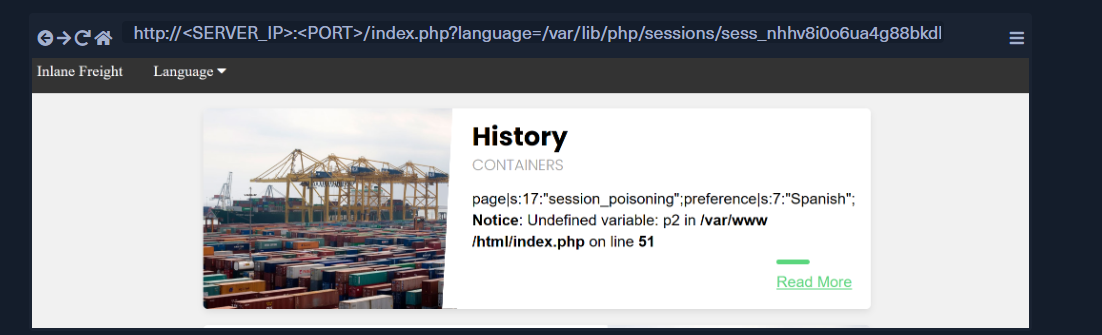 http://<SERVER_IP>:<PORT>/index.php?language=/var/lib/php/sessions/sess_nhhv8i0o6ua4g88bkdl
Inlane Freight Language
History
CONTAINERS
page|s:17:"session_poisoning";preference|s:7:"Spanish";
Notice: Undefined variable: p2 in /var/www
/html/index.php on line 51
Read More